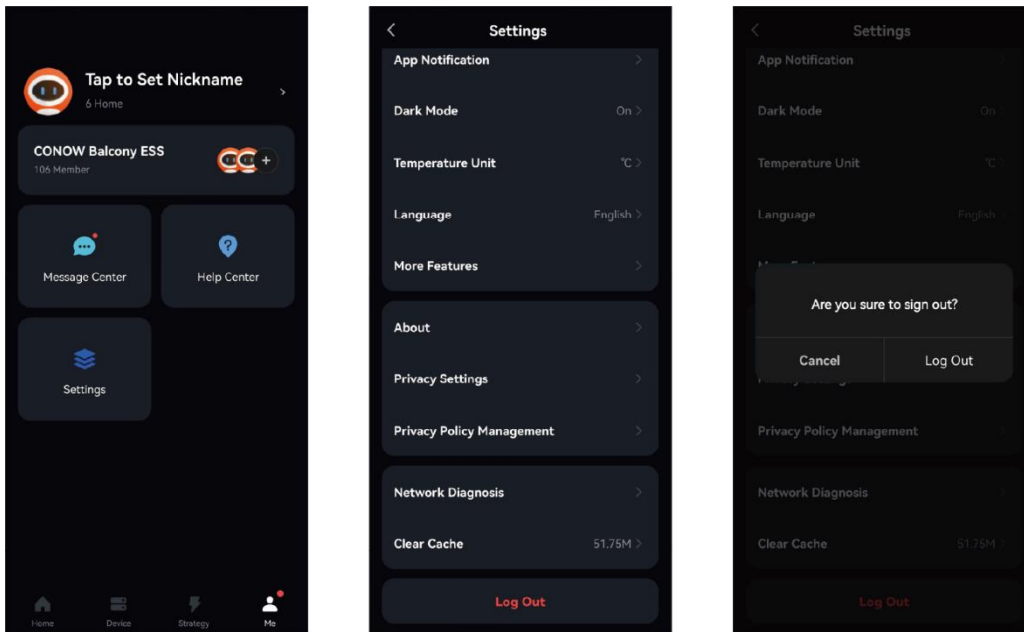 Tap to Set Nickname
6 Home
CONOW Balcony ESS
106 Member
Message Center
Help Center
Settings
Home
Device
Strategy
Me
Settings
App Notification
Dark Mode
On
Temperature Unit
℃
Language
English
More Features
About
Privacy Settings
Privacy Policy Management
Network Diagnosis
Clear Cache
51.75M
Log Out
Settings
App Notification
Dark Mode
On
Temperature Unit
℃
Language
English
Are you sure to sign out?
Cancel
Log Out
Privacy Policy Management
Network Diagnosis
Clear Cache
51.75M
Log Out